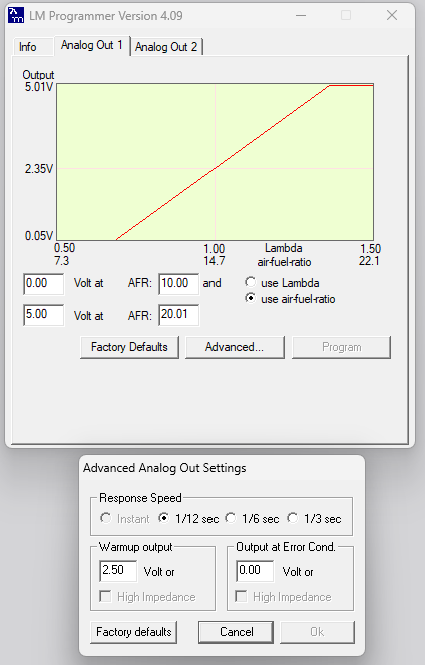 LM Programmer Version 4.09
Info Analog Out 1 Analog Out 2
Output
5.01V
2.35V
0.05V
0.50 1.00 Lambda 1.50
7.3 14.7 air-fuel-ratio 22.1
0.00 Volt at AFR: 10.00 and use Lambda
use air-fuel-ratio
5.00 Volt at AFR: 20.01
Factory Defaults Advanced... Program
Advanced Analog Out Settings
Response Speed
Instant 1/12 sec 1/6 sec 1/3 sec
Warmup output Output at Error Cond.
2.50 Volt or 0.00 Volt or
High Impedance High Impedance
Factory defaults Cancel Ok